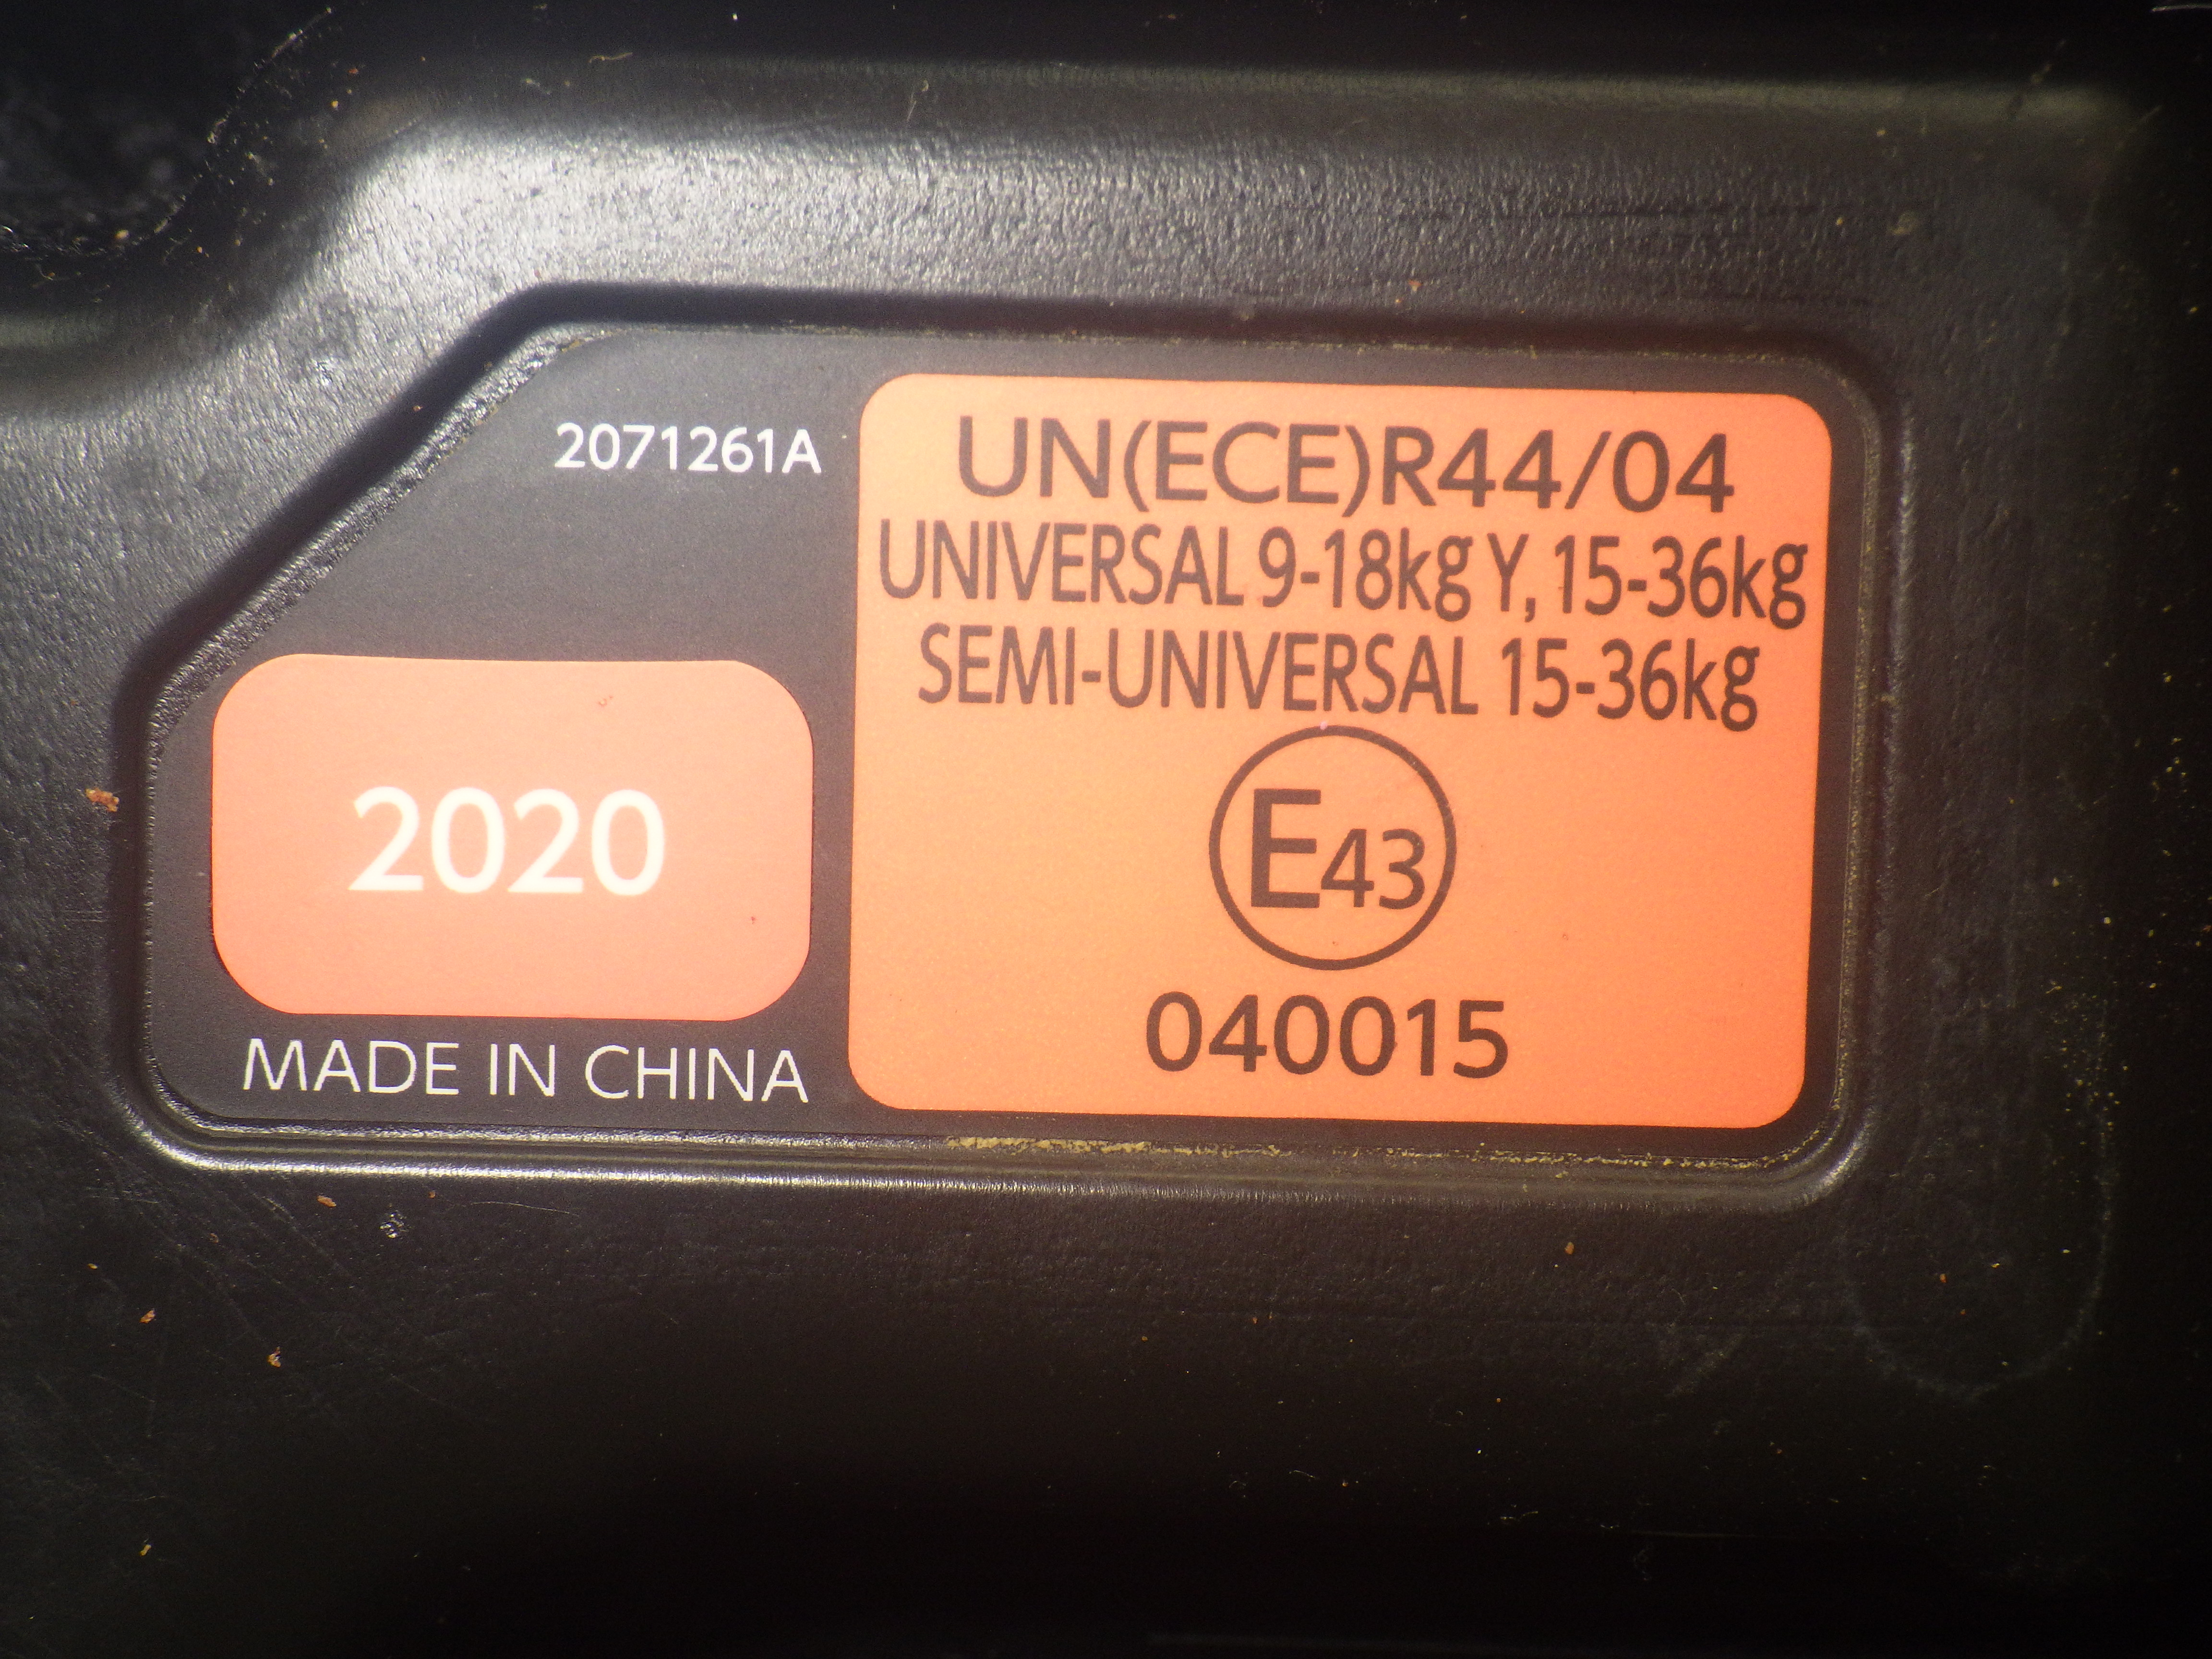 2071261A
2020
MADE IN CHINA
UN(ECE)R44/04
UNIVERSAL 9-18kg Y, 15-36kg
SEMI-UNIVERSAL 15-36kg
E43
040015